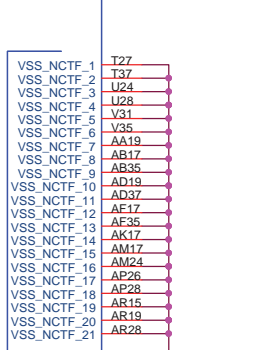 VSS_NCTF_1 T27
VSS_NCTF_2 T37
VSS_NCTF_3 U24
VSS_NCTF_4 U28
VSS_NCTF_5 V31
VSS_NCTF_6 V35
VSS_NCTF_7 AA19
VSS_NCTF_8 AB17
VSS_NCTF_9 AB35
VSS_NCTF_10 AD19
VSS_NCTF_11 AD37
VSS_NCTF_12 AF17
VSS_NCTF_13 AF35
VSS_NCTF_14 AK17
VSS_NCTF_15 AM17
VSS_NCTF_16 AM24
VSS_NCTF_17 AP26
VSS_NCTF_18 AP28
VSS_NCTF_19 AR15
VSS_NCTF_20 AR19
VSS_NCTF_21 AR28